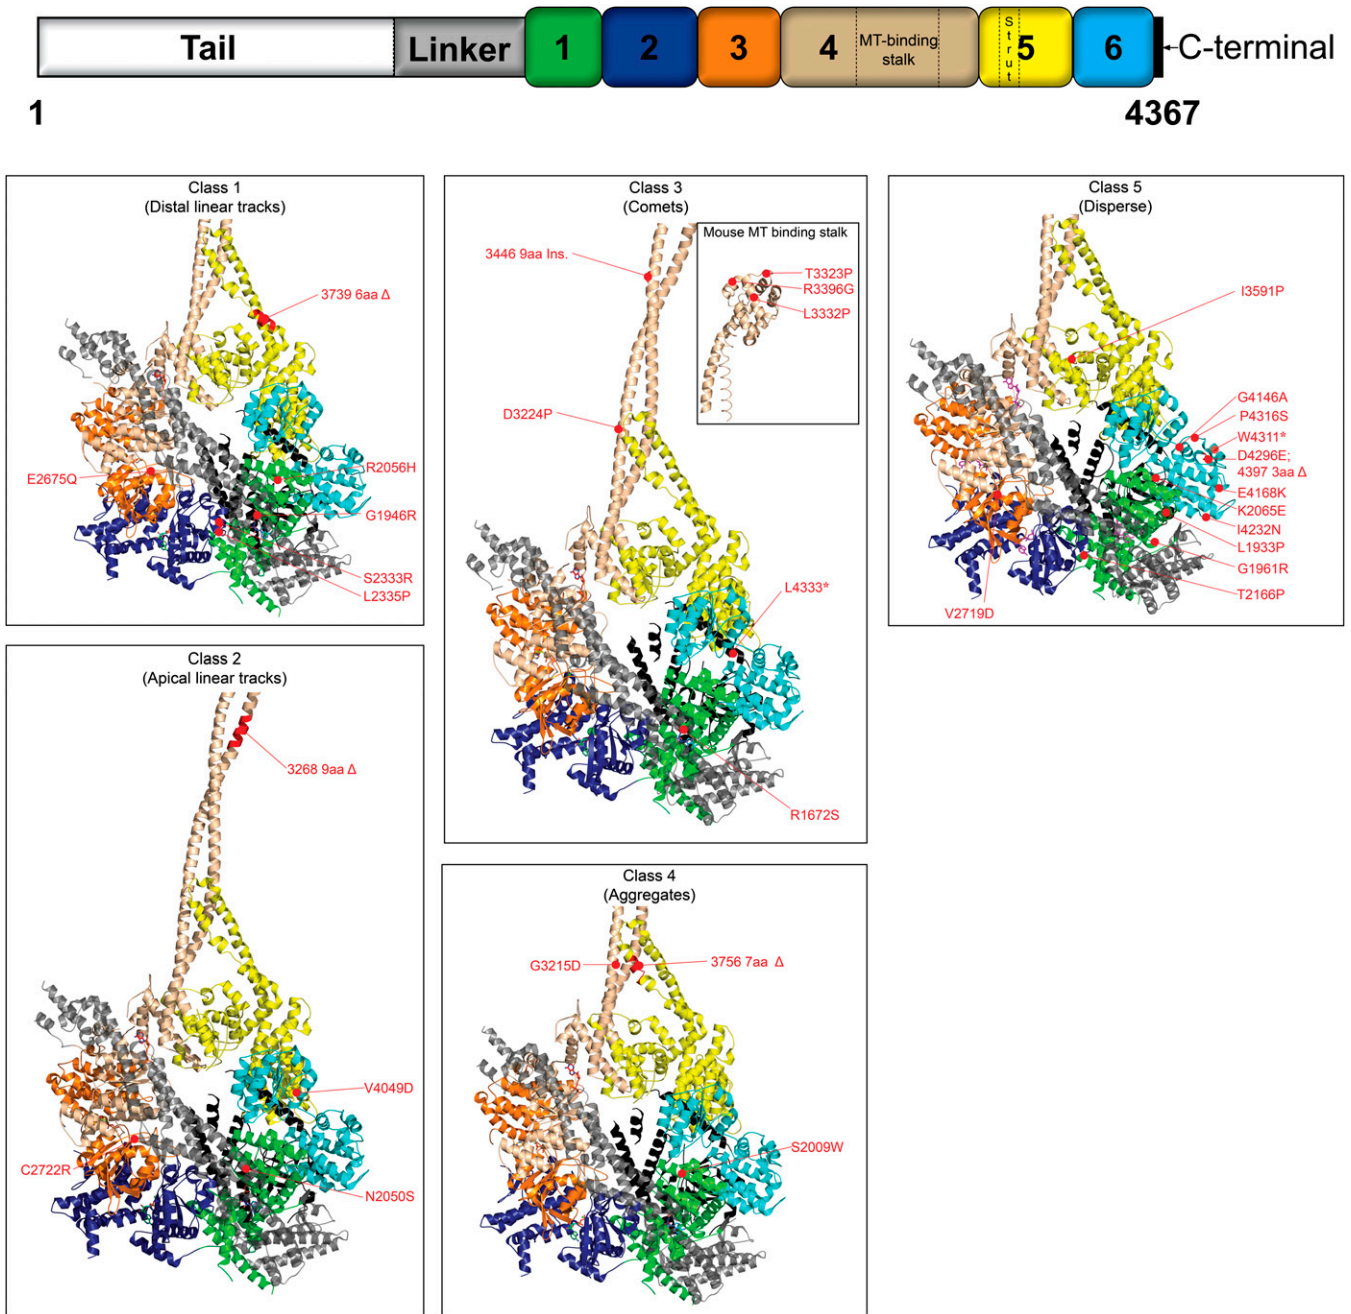 Tail
Linker
1
2
3
4
MT-binding
stalk
Strut
5
6
C-terminal
1
4367
Class 1
(Distal linear tracks)
3739 6aa Δ
E2675Q
R2056H
G1946R
S2333R
L2335P
Class 2
(Apical linear tracks)
3268 9aa Δ
V4049D
C2722R
N2050S
Class 3
(Comets)
3446 9aa Ins.
Mouse MT binding stalk
T3323P
R3396G
L3332P
D3224P
L4333*
R1672S
Class 4
(Aggregates)
G3215D
3756 7aa Δ
S2009W
Class 5
(Disperse)
I3591P
G4146A
P4316S
W4311*
D4296E;
4397 3aa Δ
E4168K
K2065E
I4232N
L1933P
G1961R
T2166P
V2719D